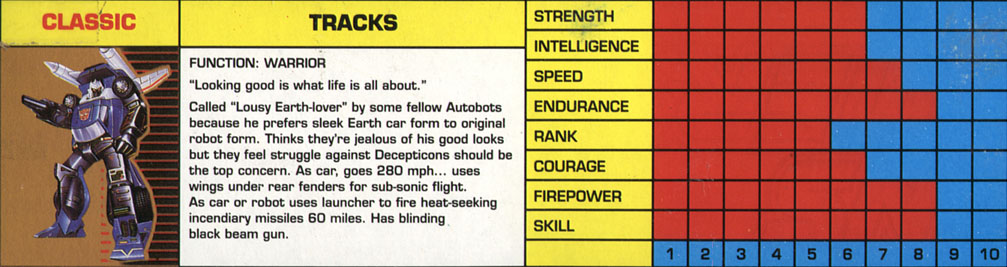 CLASSIC
TRACKS
FUNCTION: WARRIOR
“Looking good is what life is all about.”
Called “Lousy Earth-lover” by some fellow Autobots
because he prefers sleek Earth car form to original
robot form. Thinks they're jealous of his good looks
but they feel struggle against Decepticons should be
the top concern. As car, goes 280 mph... uses
wings under rear fenders for sub-sonic flight.
As car or robot uses launcher to fire heat-seeking
incendiary missiles 60 miles. Has blinding
black beam gun.
STRENGTH
INTELLIGENCE
SPEED
ENDURANCE
RANK
COURAGE
FIREPOWER
SKILL
1 2 3 4 5 6 7 8 9 10